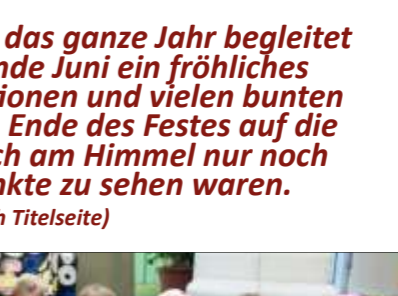 das ganze Jahr begleitet
nde Juni ein fröhliches
ionen und vielen bunten
Ende des Festes auf die
ch am Himmel nur noch
nkte zu sehen waren.
Titelseite)